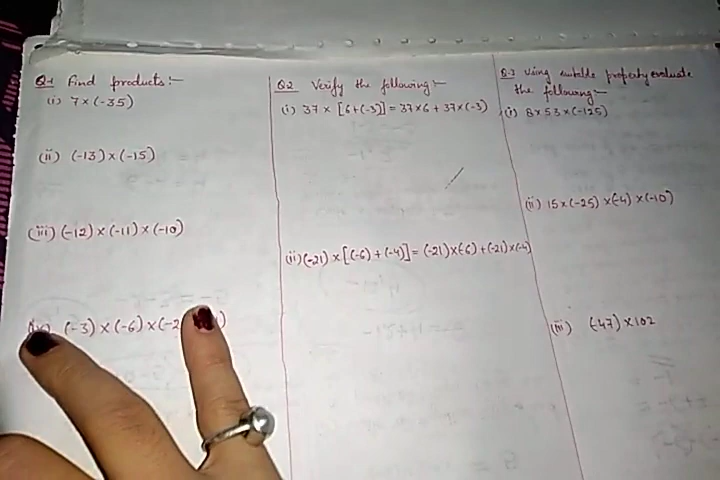 Q.1 Find products:-
(i) 7×(-35)
(ii) (-13)×(-15)
(iii) (-12)×(-11)×(-10)
(-3)×(-6)×(-2
Q.2 Verify the following:-
(i) 37 × [6+(-3)] = 37×6 + 37×(-3)
(ii) (-21) × [(-6) + (-4)] = (-21)×(-6) + (-21)×(-4)
Q.3 Using suitable property evaluate
the following:-
(i) 8×53×(-125)
(ii) 15×(-25)×(-4)×(-10)
(iii) (-47)×102